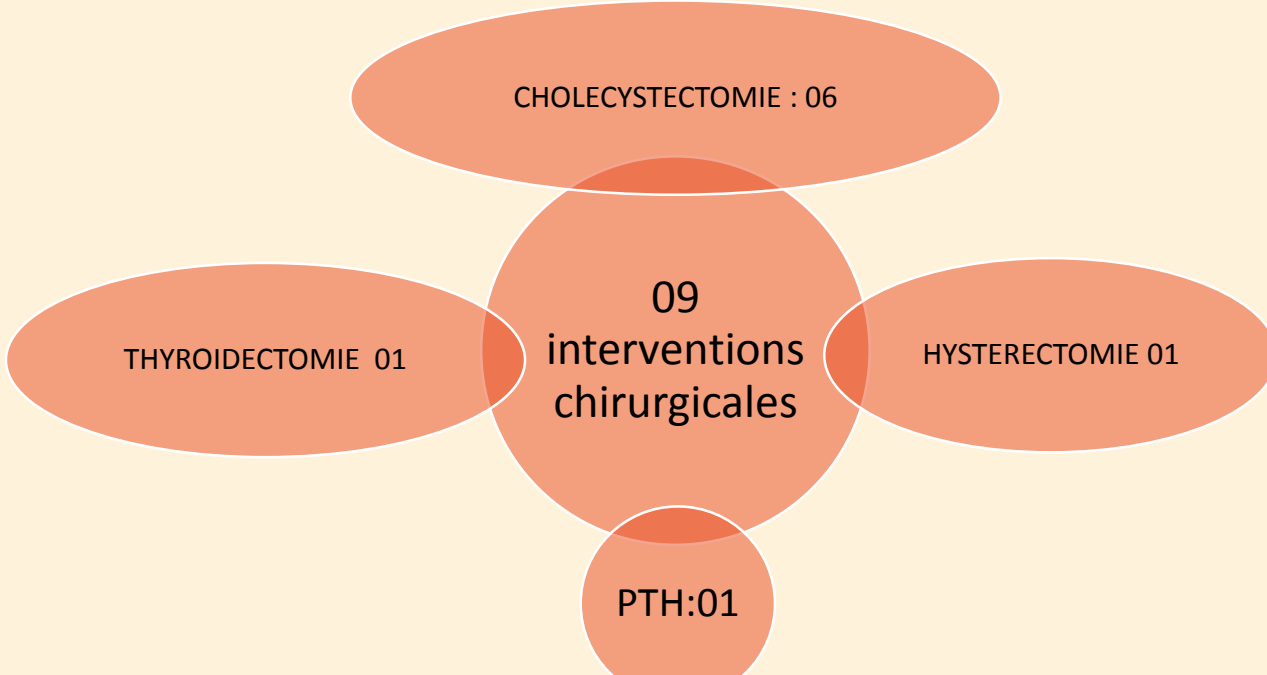 CHOLECYSTECTOMIE : 06
09
interventions
chirurgicales
THYROIDECTOMIE 01
HYSTERECTOMIE 01
PTH:01